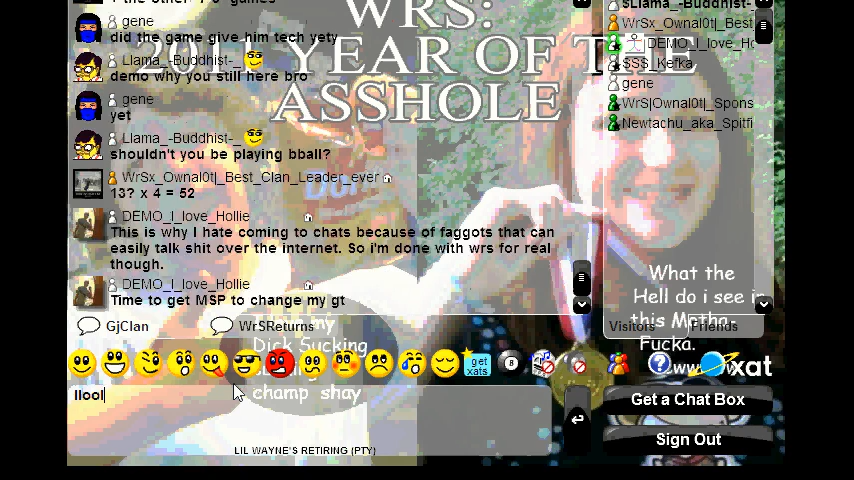 WRS:
YEAR OF THE
ASSHOLE
gene
did the game give him tech yety
Llama_-Buddhist-_
demo why you still here bro
gene
yet
Llama_-Buddhist-_
shouldn't you be playing bball?
WrSx_Ownal0t|_Best_Clan_Leader_ever
13? x 4 = 52
DEMO_I_love_Hollie
This is why I hate coming to chats because of faggots that can
easily talk shit over the internet. So i'm done with wrs for real
though.
DEMO_I_love_Hollie
Time to get MSP to change my gt
$Llama_-Buddhist-
WrSx_Ownal0t|_Best
DEMO_I_love_Ho
$SS_Kefka
gene
WrS|Ownal0t|_Spons
Newtachu_aka_Spitfi
What the
Hell do i see in
this Motha-
Fucka.
GjClan
WrSReturns
my
Dick Sucking
champ shay
Visitors
Friends
get
xats
8
xat
llool
LIL WAYNE'S RETIRING (PTY)
Get a Chat Box
Sign Out